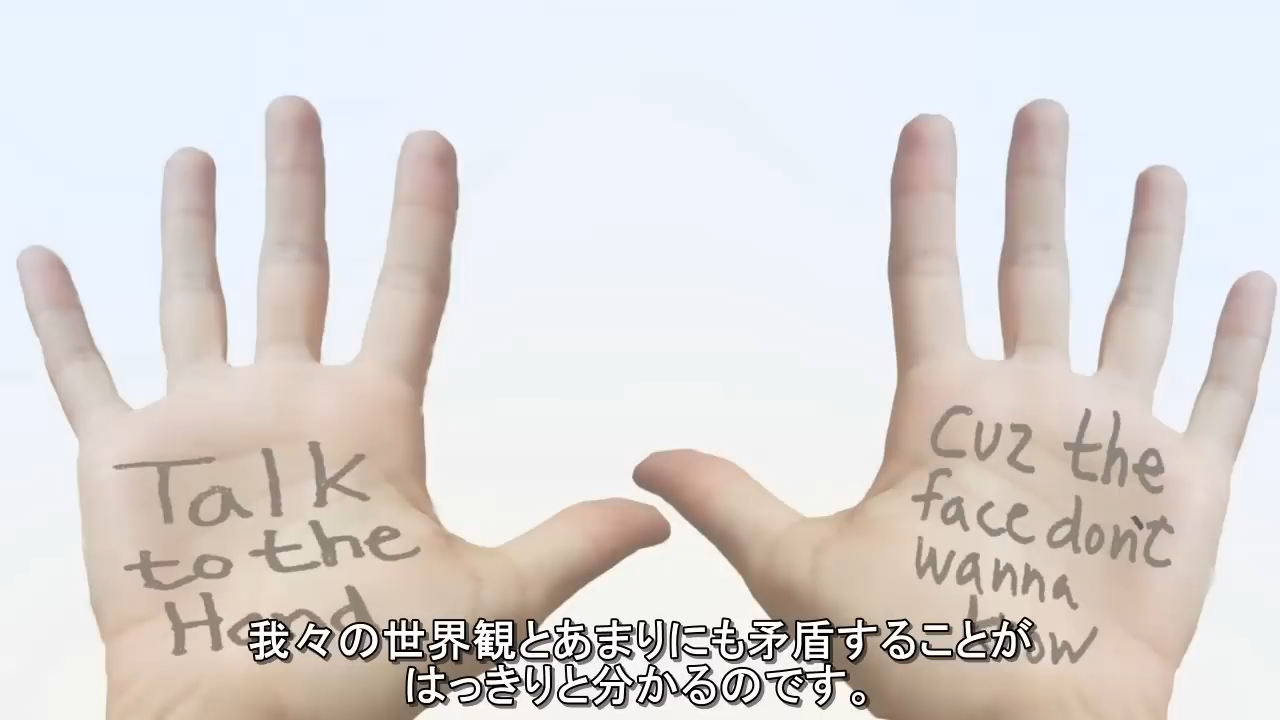 Talk
to the
Hand
Cuz the
face don't
wanna
know
我々の世界観とあまりにも矛盾することが
はっきりと分かるのです。